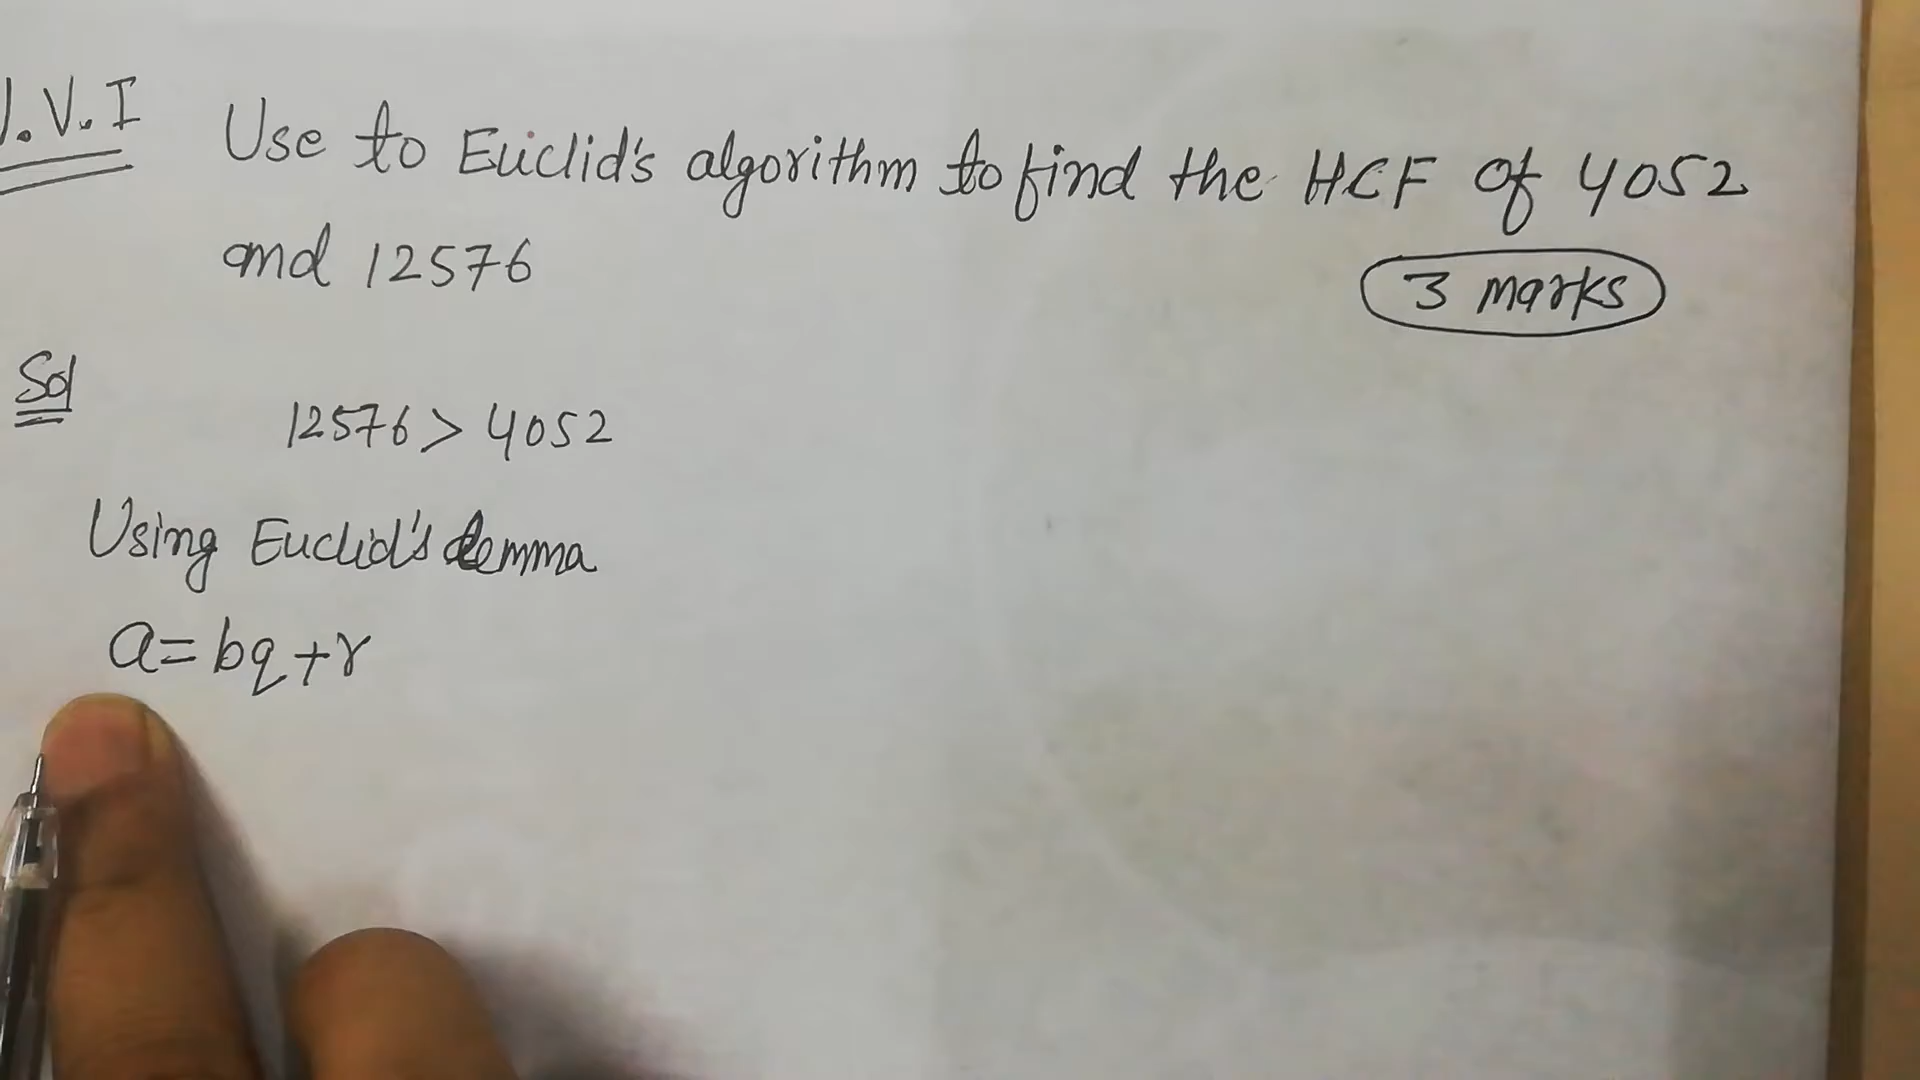 V.V.I
Use to Euclid's algorithm to find the HCF of 4052
and 12576
3 marks
Sol
12576 > 4052
Using Euclid's lemma
a = bq + r